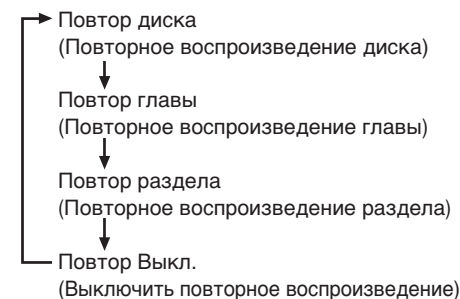 Повтор диска
(Повторное воспроизведение диска)
Повтор главы
(Повторное воспроизведение главы)
Повтор раздела
(Повторное воспроизведение раздела)
Повтор Выкл.
(Выключить повторное воспроизведение)